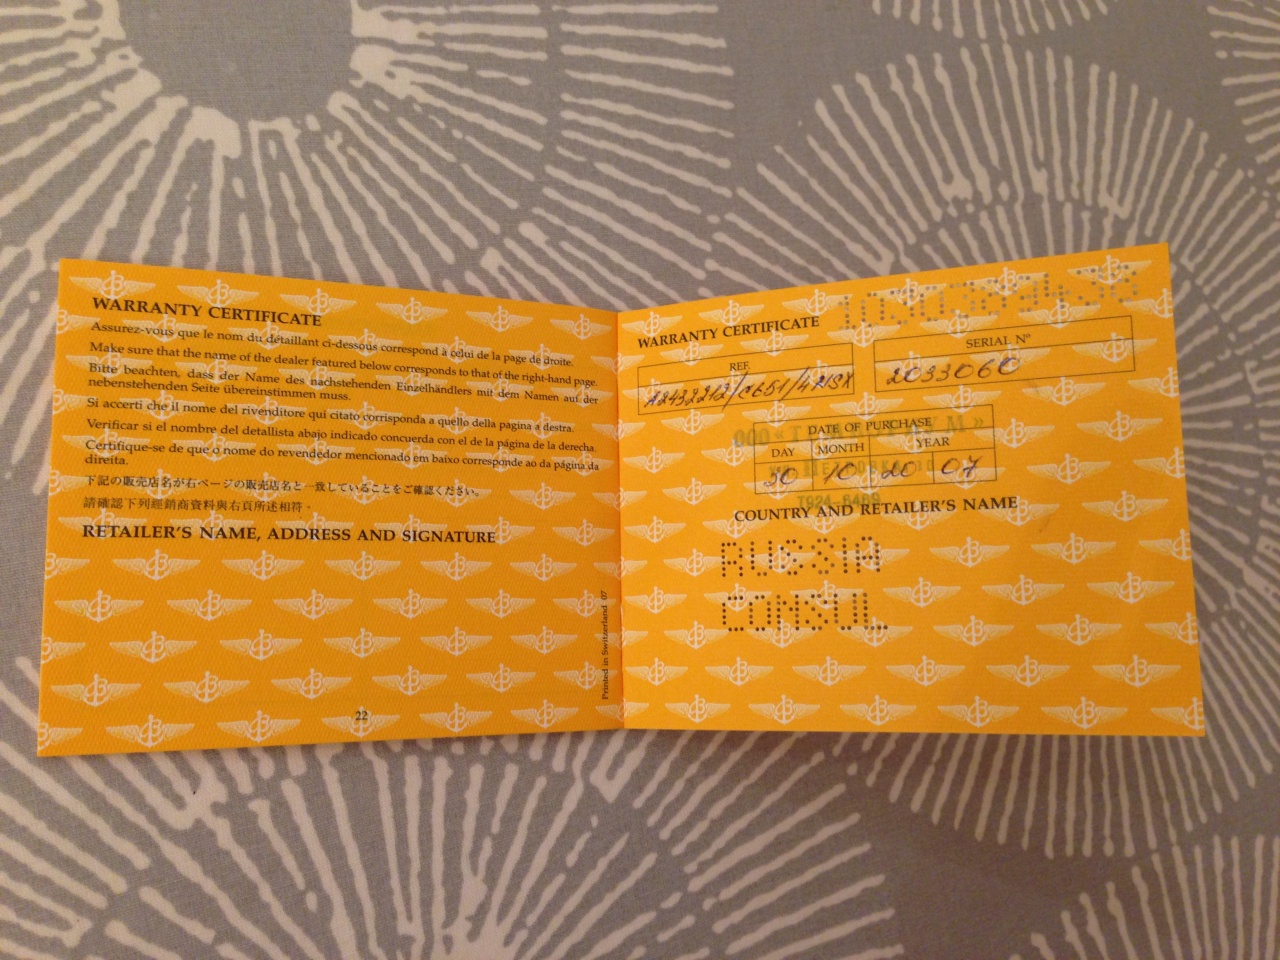 WARRANTY CERTIFICATE
Assurez-vous que le nom du détaillant ci-dessous correspond à celui de la page de droite.
Make sure that the name of the dealer featured below corresponds to that of the right-hand page.
Bitte beachten, dass der Name des nachstehenden Einzelhändlers mit dem Namen auf der
nebenstehenden Seite übereinstimmen muss.
Si accerti che il nome del rivenditore qui citato corrisponda a quello della página a destra.
Verificar si el nombre del detallista abajo indicado concuerda con el de la página de la derecha.
Certifique-se de que o nome do revendedor mencionado em baixo corresponde ao da página da
direita.
下記の販売店名が右ページの販売店名と一致していることをご確認ください。
請確認下列經銷商資料與右頁所述相符。
RETAILER'S NAME, ADDRESS AND SIGNATURE
22
Printed in Switzerland 07
WARRANTY CERTIFICATE
REF.
SERIAL N°
2033060
DATE OF PURCHASE
DAY MONTH YEAR
30 10 20 07
COUNTRY AND RETAILER'S NAME
RUSSIA
CONSUL